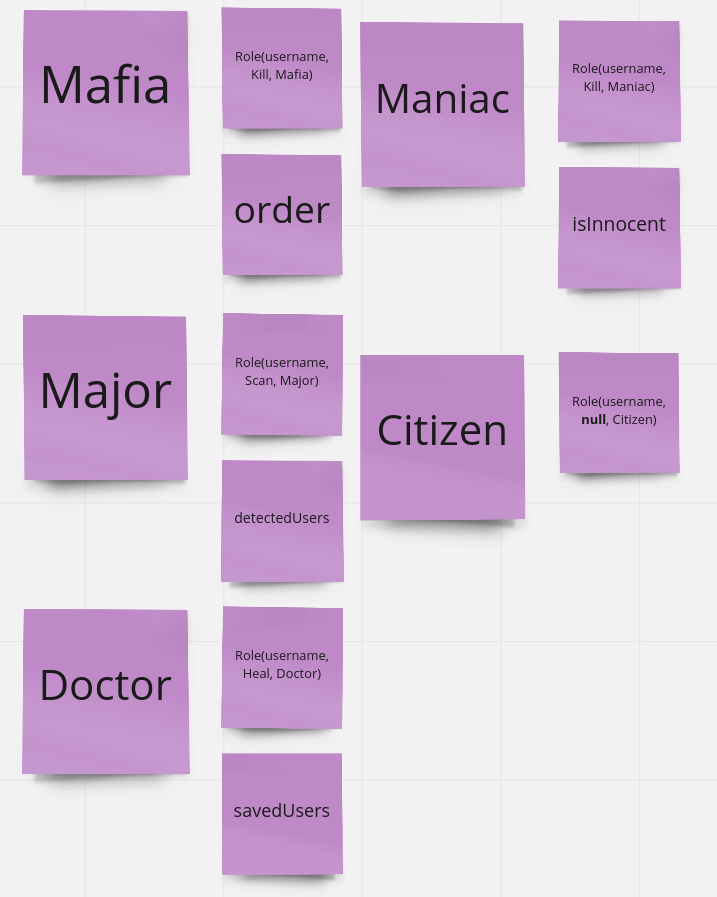 Mafia
Role(username,
Kill, Mafia)
order
Maniac
Role(username,
Kill, Maniac)
isInnocent
Major
Role(username,
Scan, Major)
detectedUsers
Citizen
Role(username,
null, Citizen)
Doctor
Role(username,
Heal, Doctor)
savedUsers